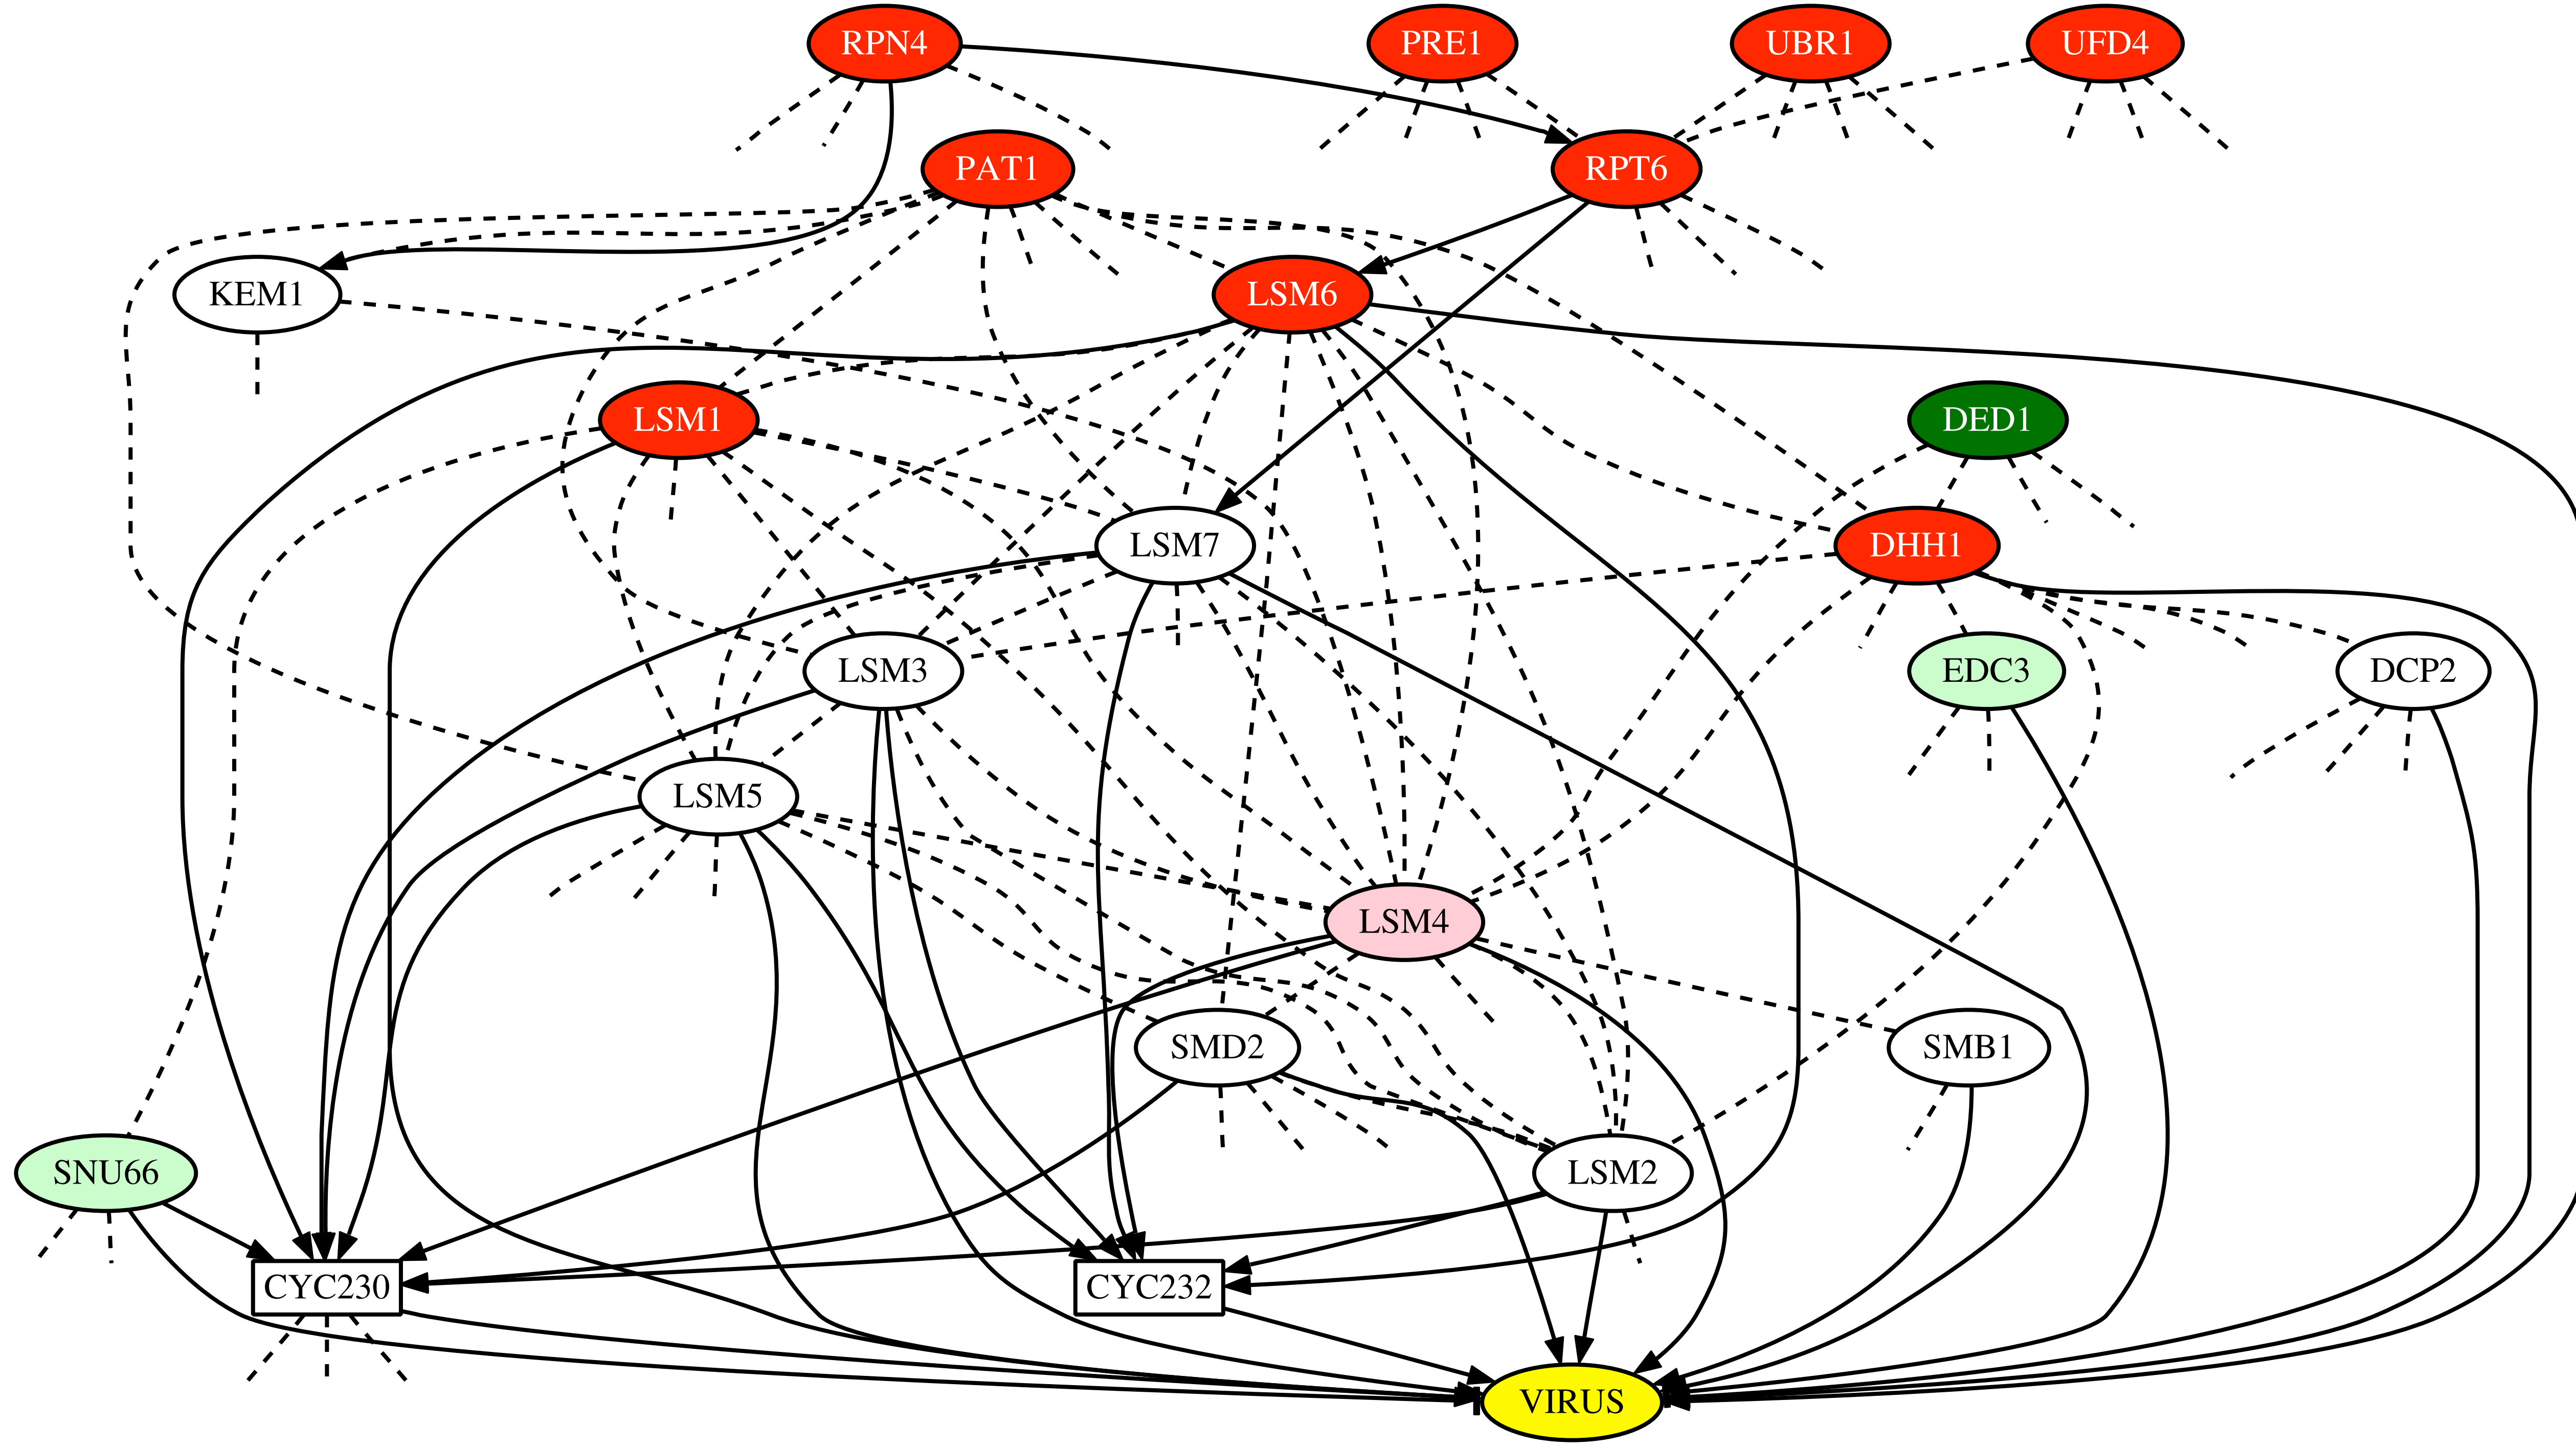 RPN4
PRE1
UBR1
UFD4
PAT1
RPT6
KEM1
LSM6
LSM1
DED1
LSM7
DHH1
LSM3
EDC3
DCP2
LSM5
LSM4
SMD2
SMB1
SNU66
LSM2
CYC230
CYC232
VIRUS